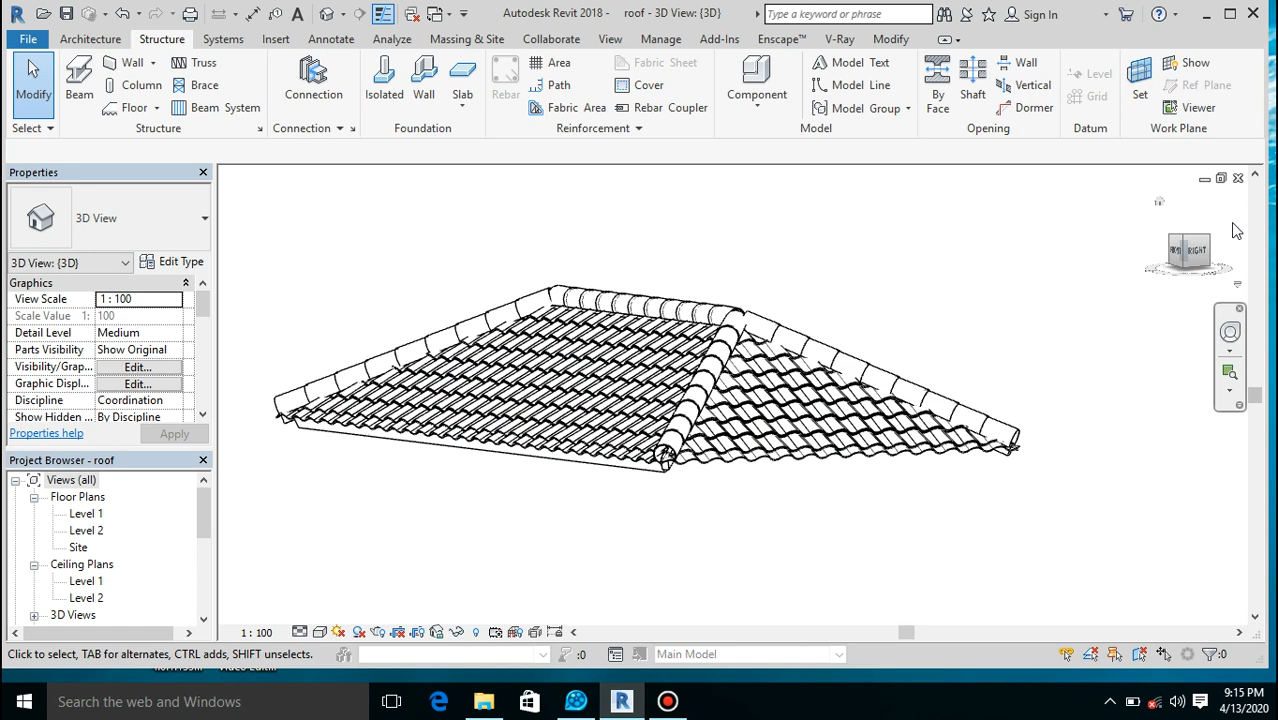 Autodesk Revit 2018 - roof - 3D View: {3D}
Type a keyword or phrase
Sign In
File
Architecture
Structure
Systems
Insert
Annotate
Analyze
Massing & Site
Collaborate
View
Manage
Add-Ins
Enscape™
V-Ray
Modify
Modify
Select
Beam
Wall
Column
Floor
Truss
Brace
Beam System
Structure
Connection
Connection
Isolated
Wall
Slab
Foundation
Rebar
Area
Path
Fabric Area
Fabric Sheet
Cover
Rebar Coupler
Reinforcement
Component
Model Text
Model Line
Model Group
Model
By Face
Shaft
Wall
Vertical
Dormer
Opening
Level
Grid
Datum
Set
Show
Ref Plane
Viewer
Work Plane
Properties
3D View
3D View: {3D}
Edit Type
Graphics
View Scale 1 : 100
Scale Value 1: 100
Detail Level Medium
Parts Visibility Show Original
Visibility/Grap... Edit...
Graphic Displ... Edit...
Discipline Coordination
Show Hidden ... By Discipline
Properties help
Apply
Project Browser - roof
Views (all)
Floor Plans
Level 1
Level 2
Site
Ceiling Plans
Level 1
Level 2
3D Views
RIGHT
1 : 100
Click to select, TAB for alternates, CTRL adds, SHIFT unselects.
:0
Main Model
:0
Search the web and Windows
9:15 PM
4/13/2020